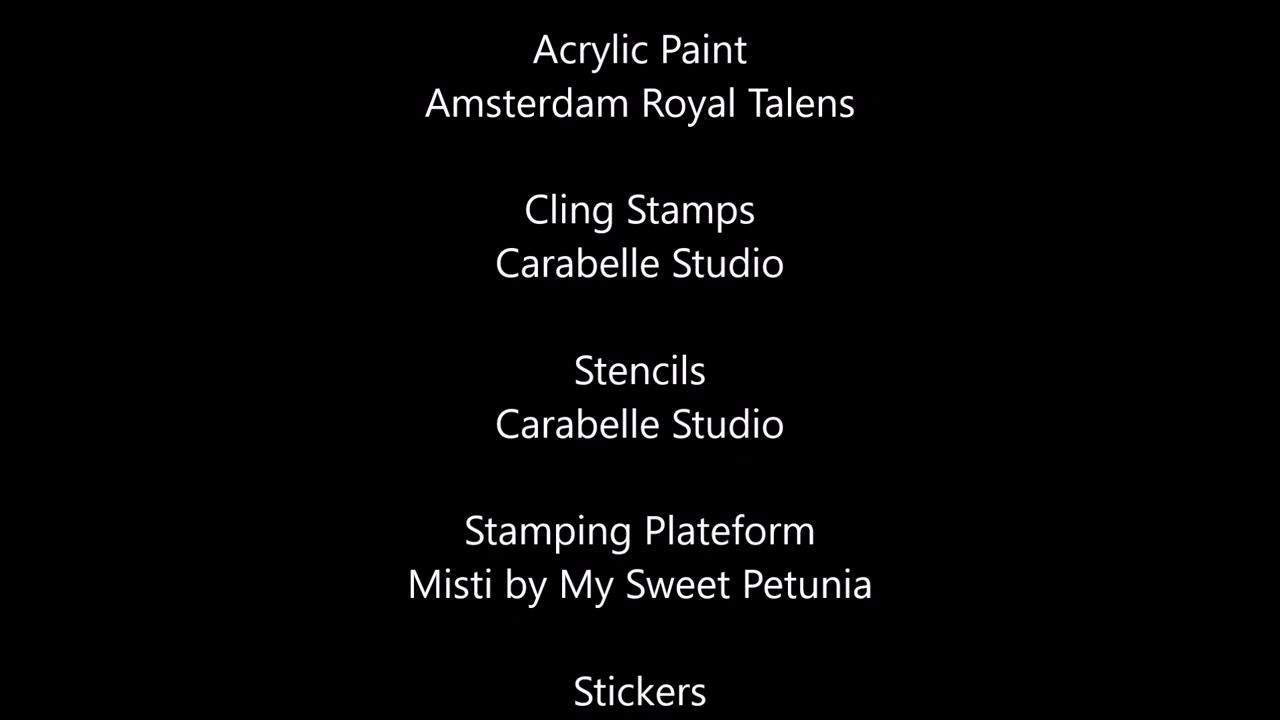 Acrylic Paint
Amsterdam Royal Talens
Cling Stamps
Carabelle Studio
Stencils
Carabelle Studio
Stamping Plateform
Misti by My Sweet Petunia
Stickers